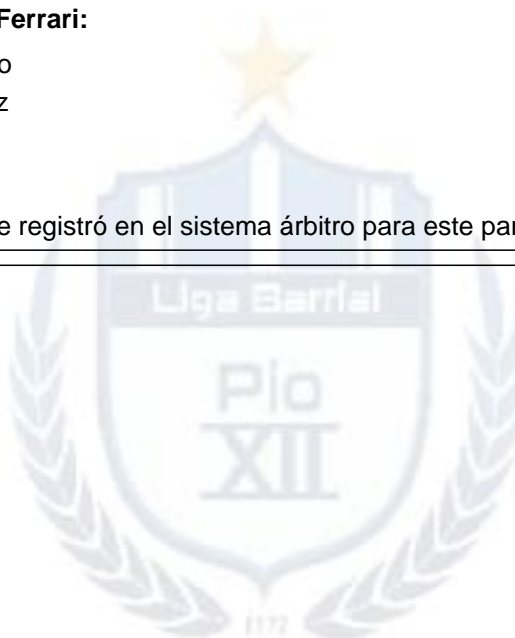 Ferrari:
o
z
e registró en el sistema árbitro para este par
Liga Barrial
Pio
XII